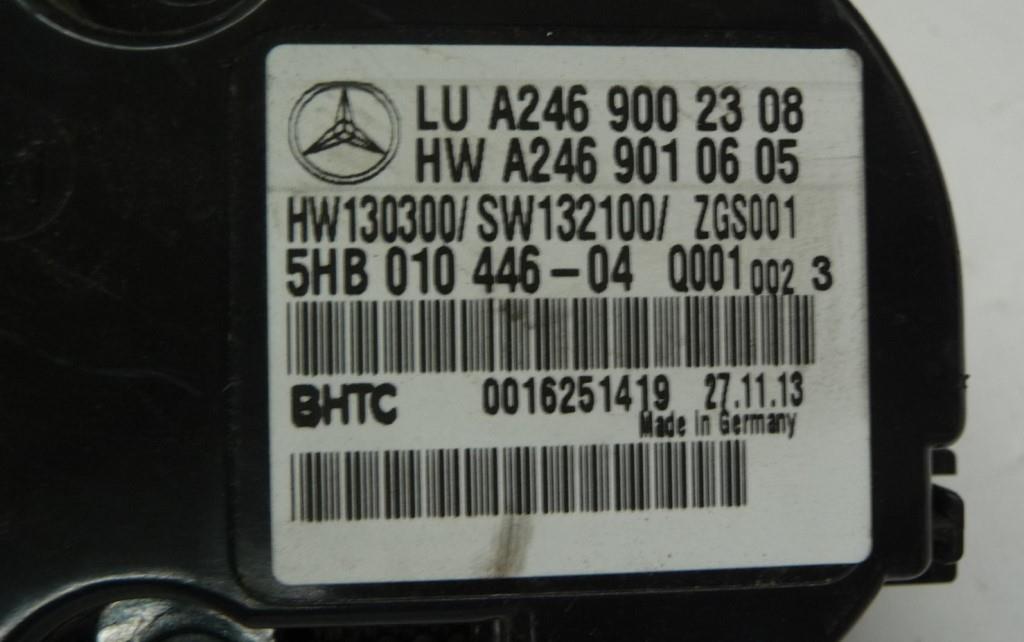 LU A246 900 23 08
HW A246 901 06 05
HW130300/ SW132100/ ZGS001
5HB 010 446-04 Q001 002 3
BHTC 0016251419 27.11.13
Made in Germany